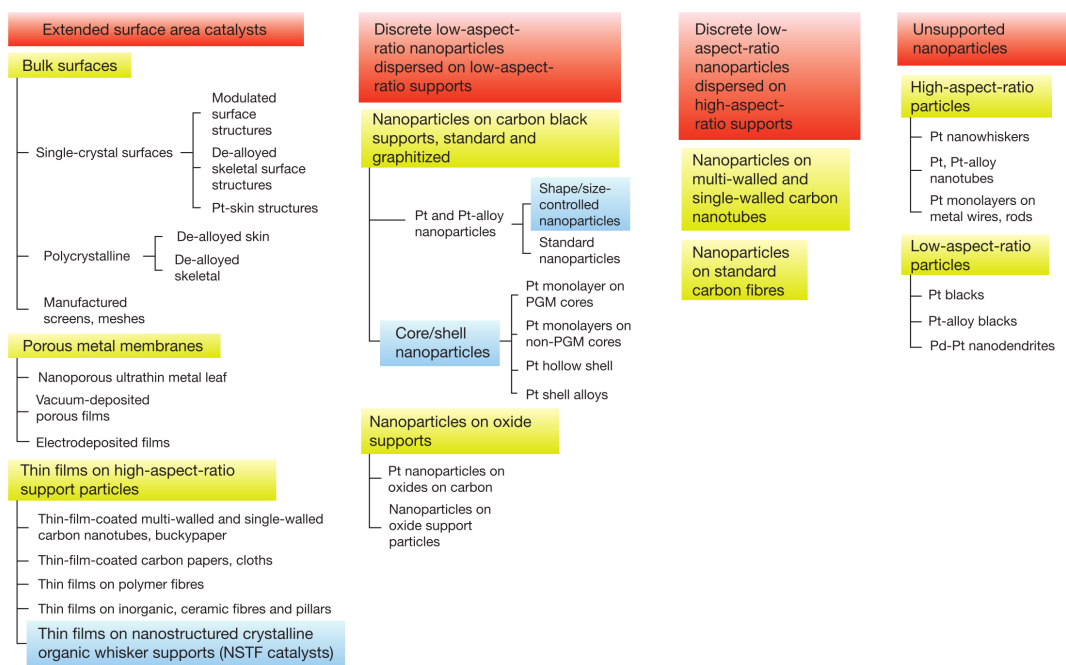 Extended surface area catalysts
Bulk surfaces
Single-crystal surfaces
Modulated
surface
structures
De-alloyed
skeletal surface
structures
Pt-skin structures
Polycrystalline
De-alloyed skin
De-alloyed
skeletal
Manufactured
screens, meshes
Porous metal membranes
Nanoporous ultrathin metal leaf
Vacuum-deposited
porous films
Electrodeposited films
Thin films on high-aspect-ratio
support particles
Thin-film-coated multi-walled and single-walled
carbon nanotubes, buckypaper
Thin-film-coated carbon papers, cloths
Thin films on polymer fibres
Thin films on inorganic, ceramic fibres and pillars
Thin films on nanostructured crystalline
organic whisker supports (NSTF catalysts)
Discrete low-aspect-
ratio nanoparticles
dispersed on low-aspect-
ratio supports
Nanoparticles on carbon black
supports, standard and
graphitized
Pt and Pt-alloy
nanoparticles
Shape/size-
controlled
nanoparticles
Standard
nanoparticles
Core/shell
nanoparticles
Pt monolayer on
PGM cores
Pt monolayers on
non-PGM cores
Pt hollow shell
Pt shell alloys
Nanoparticles on oxide
supports
Pt nanoparticles on
oxides on carbon
Nanoparticles on
oxide support
particles
Discrete low-
aspect-ratio
nanoparticles
dispersed on
high-aspect-
ratio supports
Nanoparticles on
multi-walled and
single-walled carbon
nanotubes
Nanoparticles
on standard
carbon fibres
Unsupported
nanoparticles
High-aspect-ratio
particles
Pt nanowhiskers
Pt, Pt-alloy
nanotubes
Pt monolayers on
metal wires, rods
Low-aspect-ratio
particles
Pt blacks
Pt-alloy blacks
Pd-Pt nanodendrites